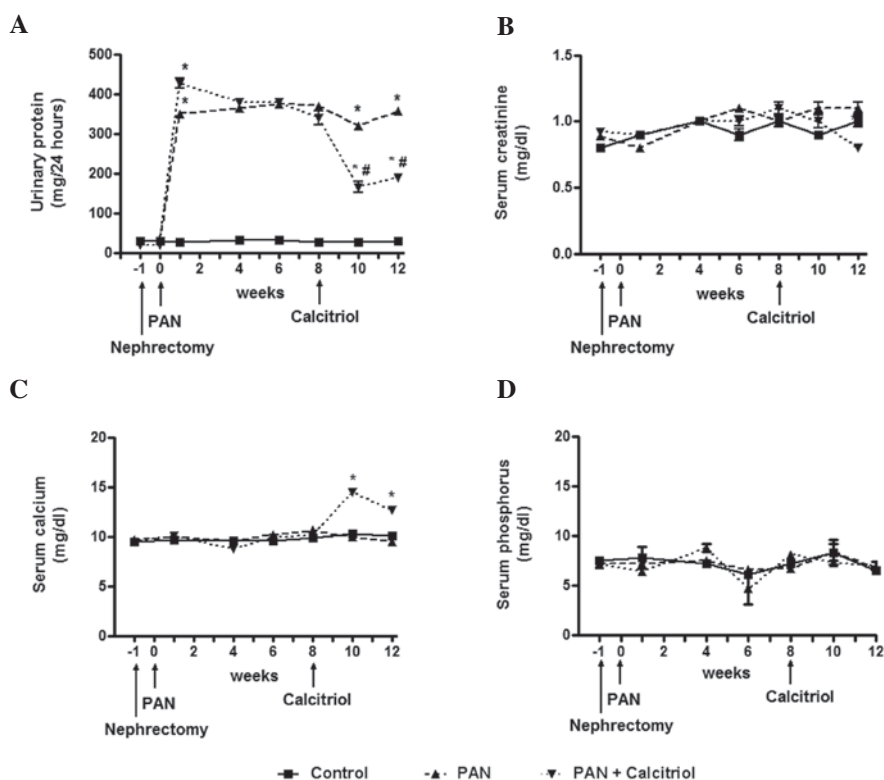 A
Urinary protein
(mg/24 hours)
500
400
300
200
100
0
*
*
*
*
* #
* #
-1 0 2 4 6 8 10 12
weeks
PAN
Calcitriol
Nephrectomy
B
Serum creatinine
(mg/dl)
1.5
1.0
0.5
0.0
-1 0 2 4 6 8 10 12
weeks
PAN
Calcitriol
Nephrectomy
C
Serum calcium
(mg/dl)
20
15
10
5
0
*
*
-1 0 2 4 6 8 10 12
weeks
PAN
Calcitriol
Nephrectomy
D
Serum phosphorus
(mg/dl)
20
15
10
5
0
-1 0 2 4 6 8 10 12
weeks
PAN
Calcitriol
Nephrectomy
Control PAN PAN + Calcitriol